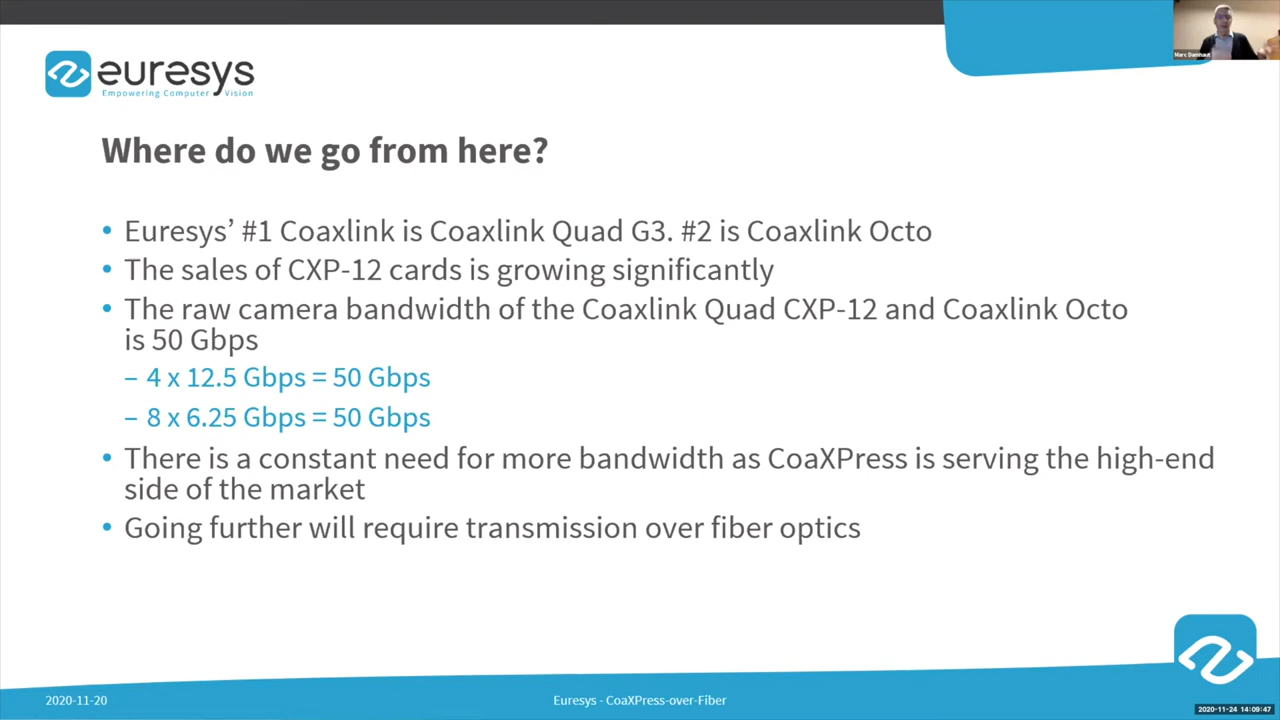 Marc Damhaut
euresys
Empowering Computer Vision
Where do we go from here?
• Euresys’ #1 Coaxlink is Coaxlink Quad G3. #2 is Coaxlink Octo
• The sales of CXP-12 cards is growing significantly
• The raw camera bandwidth of the Coaxlink Quad CXP-12 and Coaxlink Octo
is 50 Gbps
– 4 x 12.5 Gbps = 50 Gbps
– 8 x 6.25 Gbps = 50 Gbps
• There is a constant need for more bandwidth as CoaXPress is serving the high-end
side of the market
• Going further will require transmission over fiber optics
2020-11-20
Euresys - CoaXPress-over-Fiber
2020-11-24 14:09:47